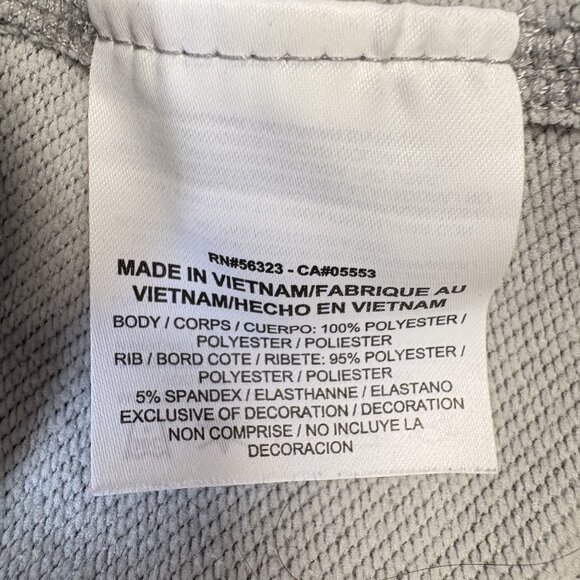 RN#56323 - CA#05553
MADE IN VIETNAM/FABRIQUE AU
VIETNAM/HECHO EN VIETNAM
BODY / CORPS / CUERPO: 100% POLYESTER /
POLYESTER / POLIESTER
RIB / BORD COTE / RIBETE: 95% POLYESTER /
POLYESTER / POLIESTER
5% SPANDEX / ELASTHANNE / ELASTANO
EXCLUSIVE OF DECORATION / DECORATION
NON COMPRISE / NO INCLUYE LA
DECORACION